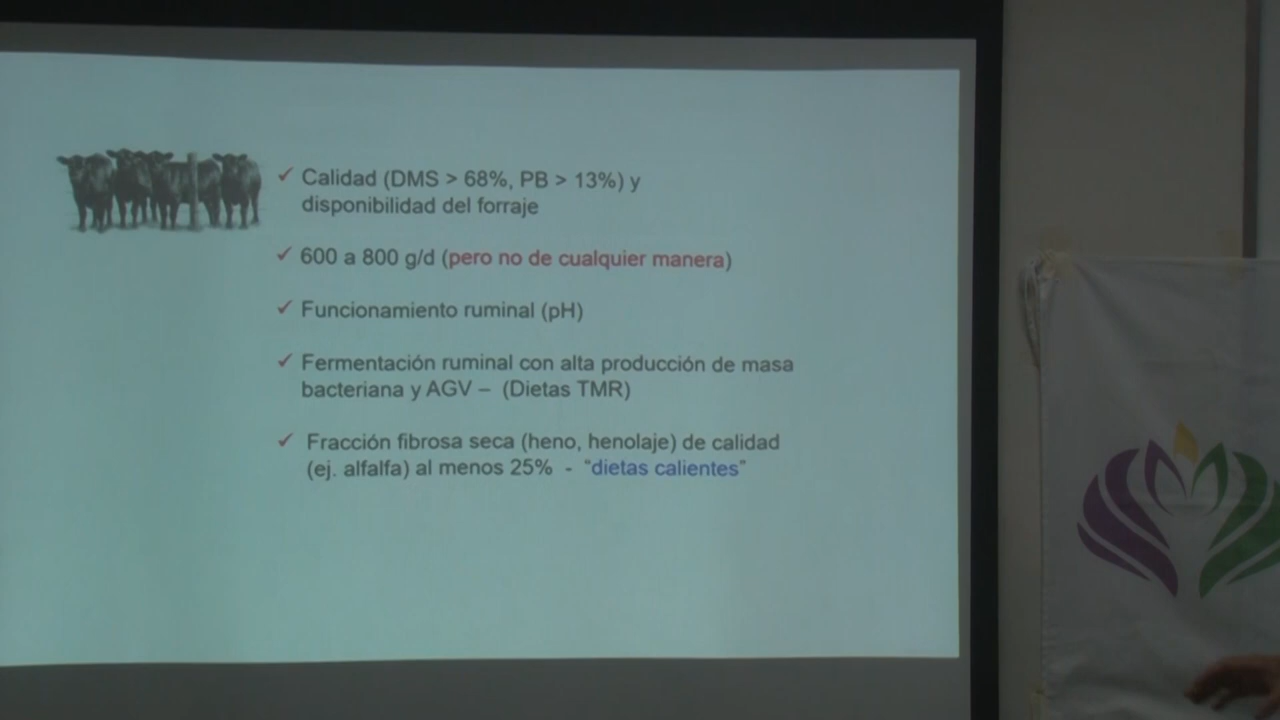 ✓ Calidad (DMS > 68%, PB > 13%) y
disponibilidad del forraje
✓ 600 a 800 g/d (pero no de cualquier manera)
✓ Funcionamiento ruminal (pH)
✓ Fermentación ruminal con alta producción de masa
bacteriana y AGV – (Dietas TMR)
✓ Fracción fibrosa seca (heno, henolaje) de calidad
(ej. alfalfa) al menos 25% - "dietas calientes"